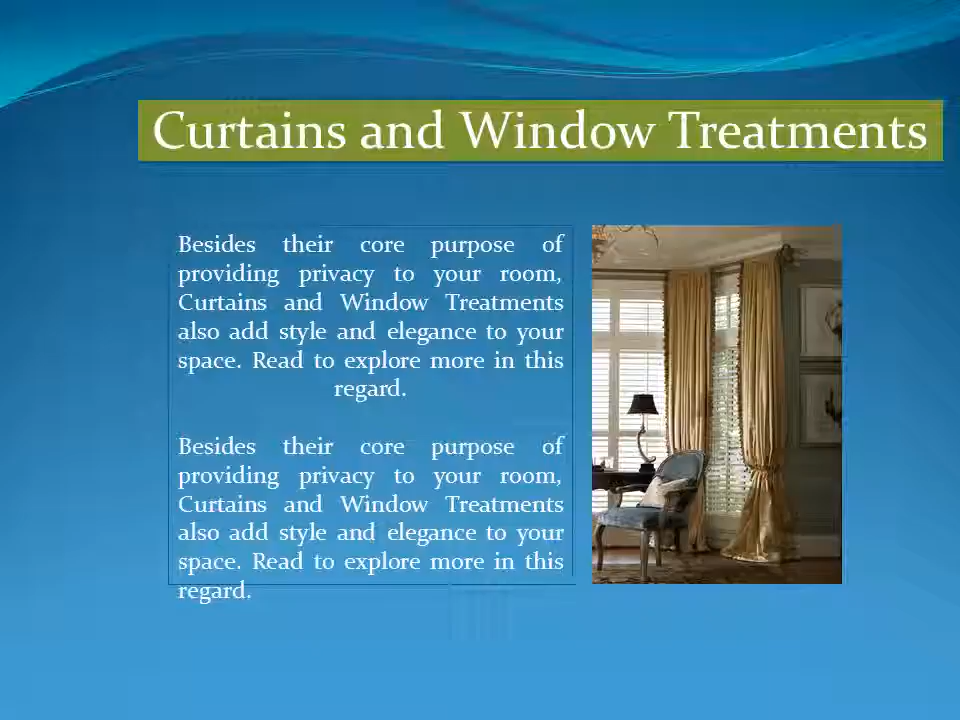 Curtains and Window Treatments
Besides their core purpose of
providing privacy to your room,
Curtains and Window Treatments
also add style and elegance to your
space. Read to explore more in this
regard.
Besides their core purpose of
providing privacy to your room,
Curtains and Window Treatments
also add style and elegance to your
space. Read to explore more in this
regard.